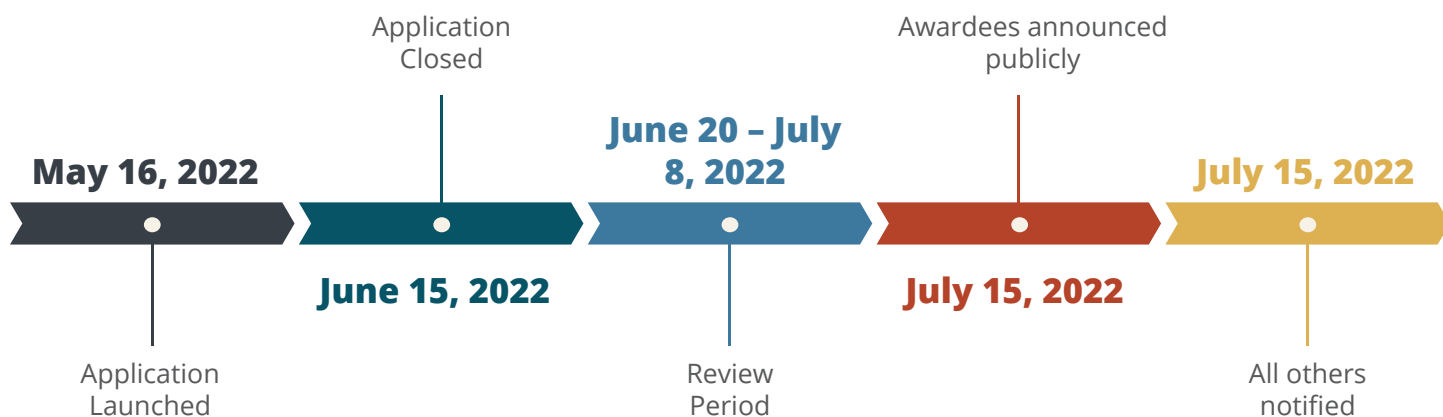 May 16, 2022
Application
Launched
Application
Closed
June 15, 2022
June 20 – July
8, 2022
Review
Period
Awardees announced
publicly
July 15, 2022
July 15, 2022
All others
notified